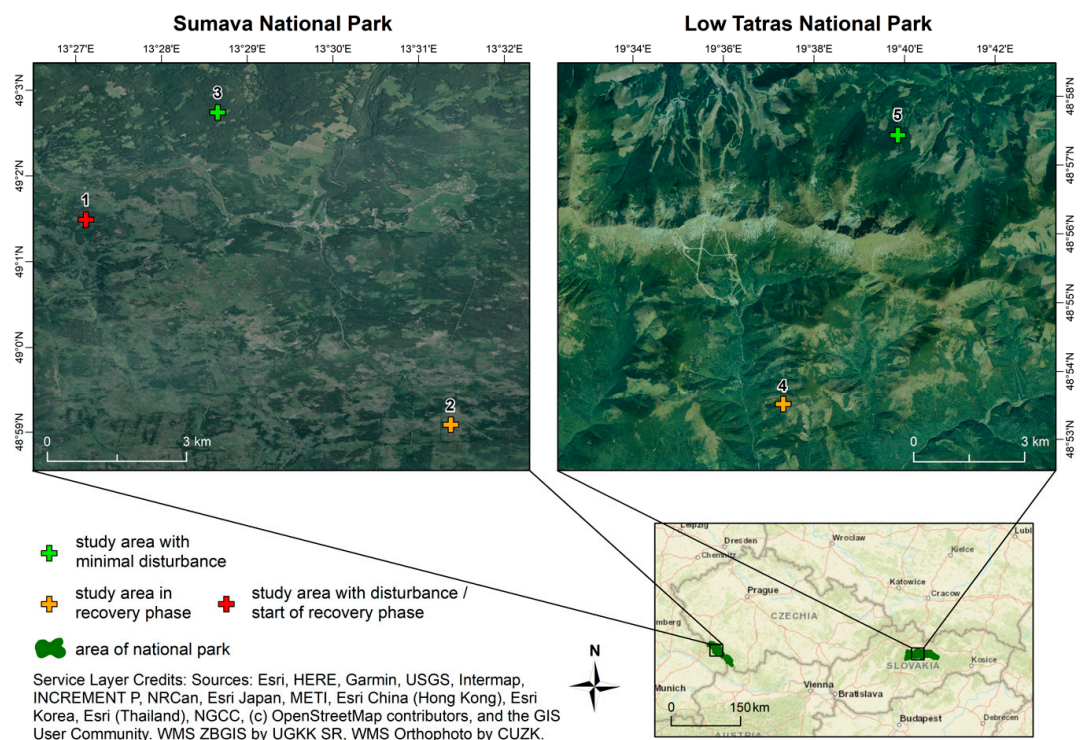 Sumava National Park
Low Tatras National Park
13°27'E 13°28'E 13°29'E 13°30'E 13°31'E 13°32'E
19°34'E 19°36'E 19°38'E 19°40'E 19°42'E
49°3'N
49°2'N
49°1'N
49°0'N
48°59'N
3
1
2
0 3 km
5
4
0 3 km
48°58'N
48°57'N
48°56'N
48°55'N
48°54'N
48°53'N
study area with
minimal disturbance
study area in
recovery phase
study area with disturbance /
start of recovery phase
area of national park
Service Layer Credits: Sources: Esri, HERE, Garmin, USGS, Intermap,
INCREMENT P, NRCan, Esri Japan, METI, Esri China (Hong Kong), Esri
Korea, Esri (Thailand), NGCC, (c) OpenStreetMap contributors, and the GIS
User Community, WMS ZBGIS by UGKK SR, WMS Orthophoto by CUZK.
N
Leipzig
Dresden
Wroclaw
Lubl
Chemnitz
Kielce
Katowice
Prague
Cracow
CZECHIA
mberg
SLOVAKIA
Kosice
Munich
Vienna
Bratislava
0 150 km
Budapest
Debrecen
AUSTRIA